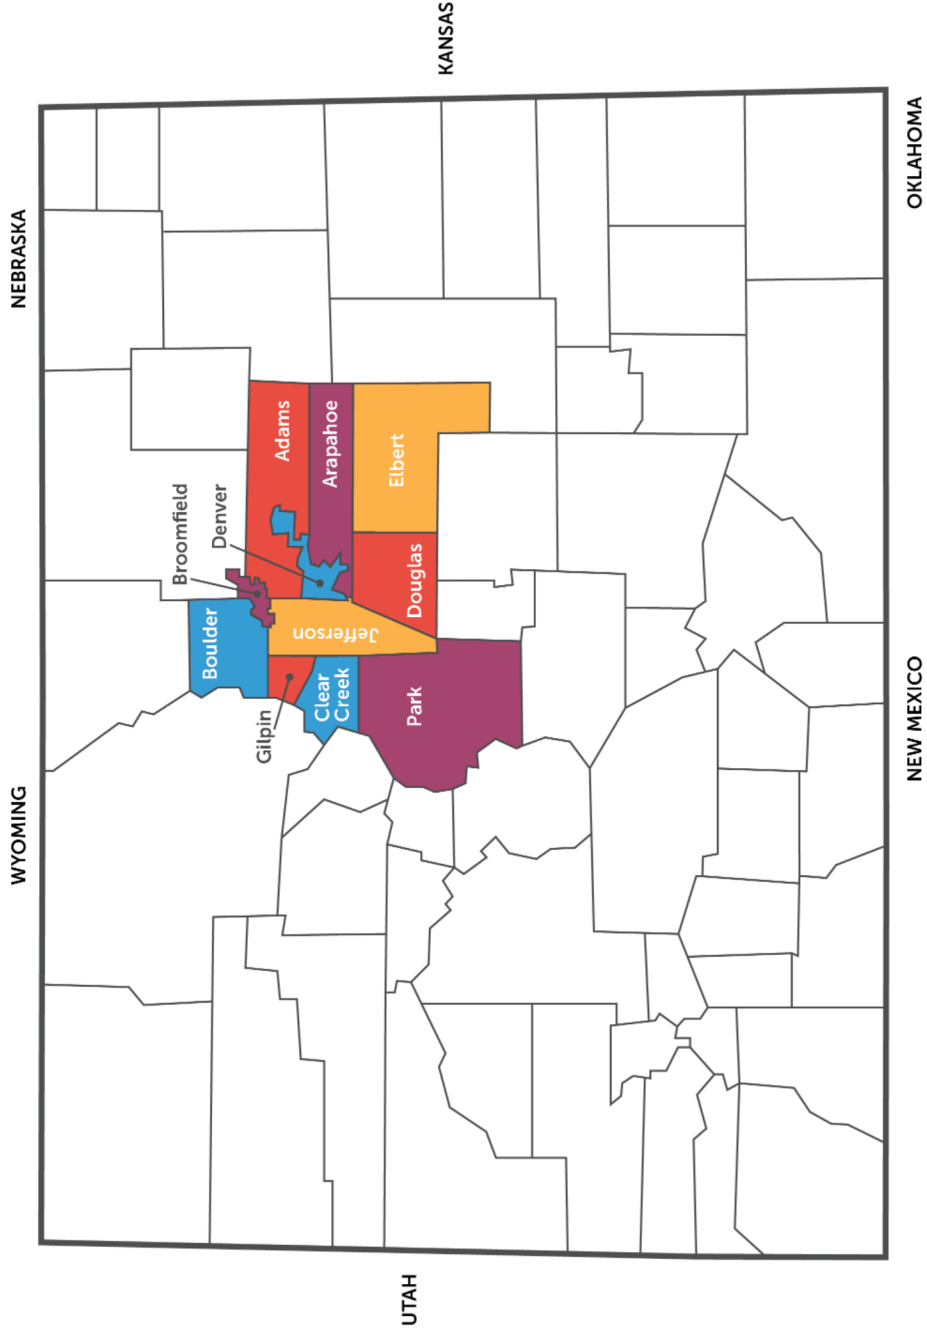 WYOMING
NEBRASKA
UTAH
KANSAS
NEW MEXICO
OKLAHOMA
Boulder
Broomfield
Denver
Gilpin
Clear
Creek
Jefferson
Adams
Arapahoe
Park
Douglas
Elbert